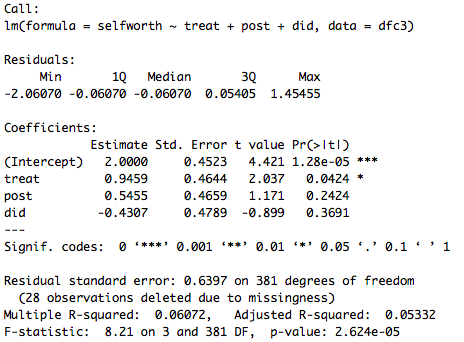 Call:
lm(formula = selfworth ~ treat + post + did, data = dfc3)
Residuals:
Min 1Q Median 3Q Max
-2.06070 -0.06070 -0.06070 0.05405 1.45455
Coefficients:
Estimate Std. Error t value Pr(>|t|)
(Intercept) 2.0000 0.4523 4.421 1.28e-05 ***
treat 0.9459 0.4644 2.037 0.0424 *
post 0.5455 0.4659 1.171 0.2424
did -0.4307 0.4789 -0.899 0.3691
---
Signif. codes: 0 ‘***’ 0.001 ‘**’ 0.01 ‘*’ 0.05 ‘.’ 0.1 ‘ ’ 1
Residual standard error: 0.6397 on 381 degrees of freedom
(28 observations deleted due to missingness)
Multiple R-squared: 0.06072, Adjusted R-squared: 0.05332
F-statistic: 8.21 on 3 and 381 DF, p-value: 2.624e-05